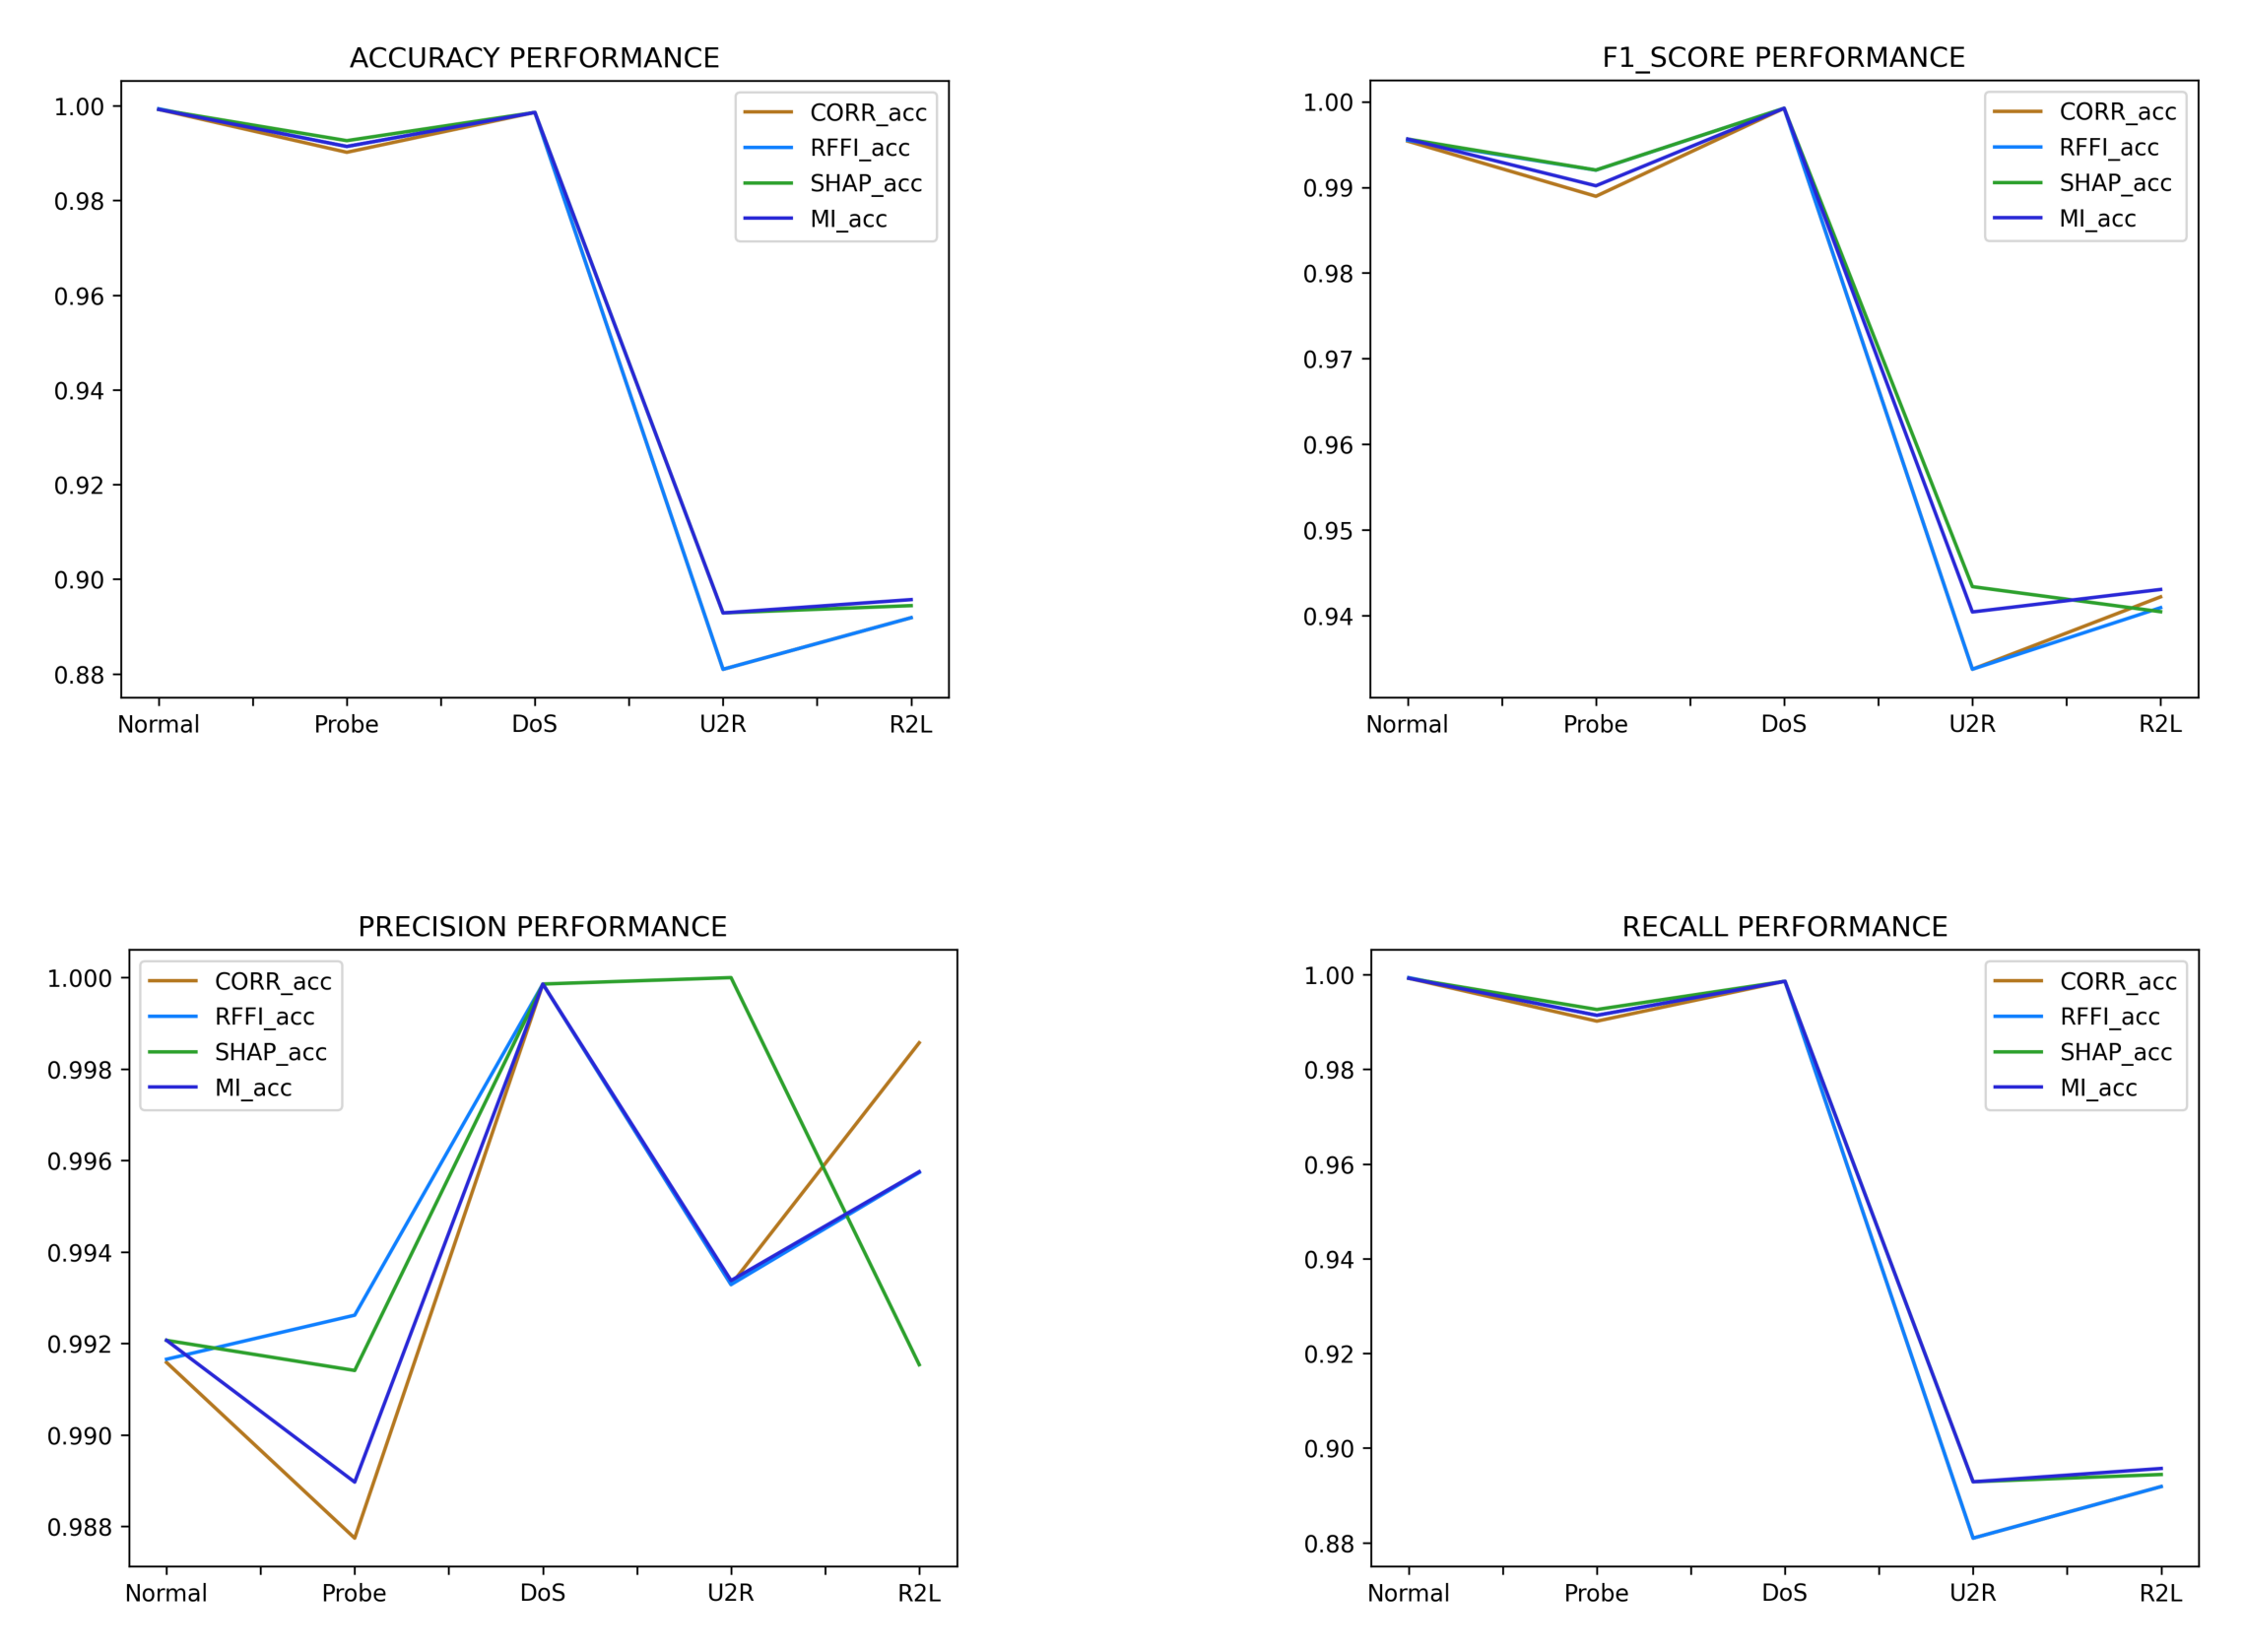 ACCURACY PERFORMANCE
1.00
0.98
0.96
0.94
0.92
0.90
0.88
CORR_acc
RFFI_acc
SHAP_acc
MI_acc
Normal Probe DoS U2R R2L
F1_SCORE PERFORMANCE
1.00
0.99
0.98
0.97
0.96
0.95
0.94
CORR_acc
RFFI_acc
SHAP_acc
MI_acc
Normal Probe DoS U2R R2L
PRECISION PERFORMANCE
1.000
0.998
0.996
0.994
0.992
0.990
0.988
CORR_acc
RFFI_acc
SHAP_acc
MI_acc
Normal Probe DoS U2R R2L
RECALL PERFORMANCE
1.00
0.98
0.96
0.94
0.92
0.90
0.88
CORR_acc
RFFI_acc
SHAP_acc
MI_acc
Normal Probe DoS U2R R2L